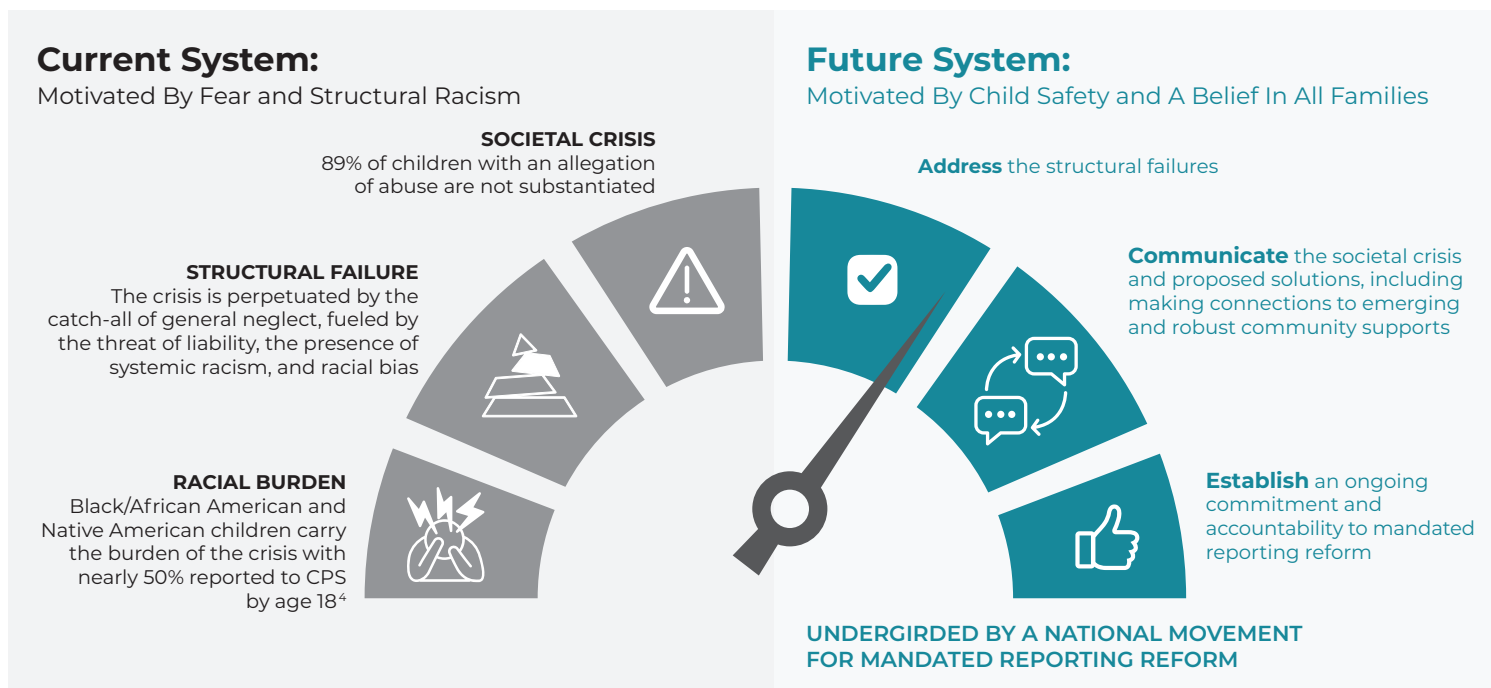 Current System:
Motivated By Fear and Structural Racism
SOCIETAL CRISIS
89% of children with an allegation
of abuse are not substantiated
STRUCTURAL FAILURE
The crisis is perpetuated by the
catch-all of general neglect, fueled by
the threat of liability, the presence of
systemic racism, and racial bias
RACIAL BURDEN
Black/African American and
Native American children carry
the burden of the crisis with
nearly 50% reported to CPS
by age 18⁴
Future System:
Motivated By Child Safety and A Belief In All Families
Address the structural failures
Communicate the societal crisis
and proposed solutions, including
making connections to emerging
and robust community supports
Establish an ongoing
commitment and
accountability to mandated
reporting reform
UNDERGIRDED BY A NATIONAL MOVEMENT
FOR MANDATED REPORTING REFORM